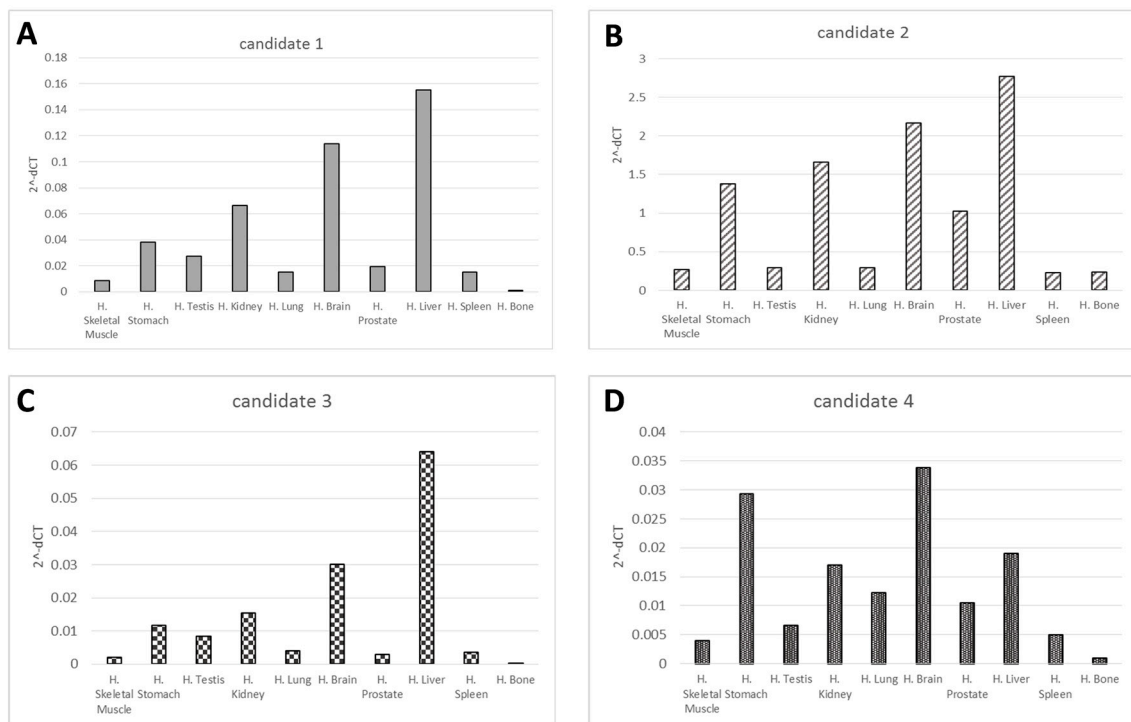 A
candidate 1
0.18
0.16
0.14
0.12
0.1
0.08
0.06
0.04
0.02
0
2^-dCT
H. Skeletal Muscle
H. Stomach
H. Testis
H. Kidney
H. Lung
H. Brain
H. Prostate
H. Liver
H. Spleen
H. Bone
B
candidate 2
3
2.5
2
1.5
1
0.5
0
2^-dCT
H. Skeletal Muscle
H. Stomach
H. Testis
H. Kidney
H. Lung
H. Brain
H. Prostate
H. Liver
H. Spleen
H. Bone
C
candidate 3
0.07
0.06
0.05
0.04
0.03
0.02
0.01
0
2^-dCT
H. Skeletal Muscle
H. Stomach
H. Testis
H. Kidney
H. Lung
H. Brain
H. Prostate
H. Liver
H. Spleen
H. Bone
D
candidate 4
0.04
0.035
0.03
0.025
0.02
0.015
0.01
0.005
0
2^-dCT
H. Skeletal Muscle
H. Stomach
H. Testis
H. Kidney
H. Lung
H. Brain
H. Prostate
H. Liver
H. Spleen
H. Bone